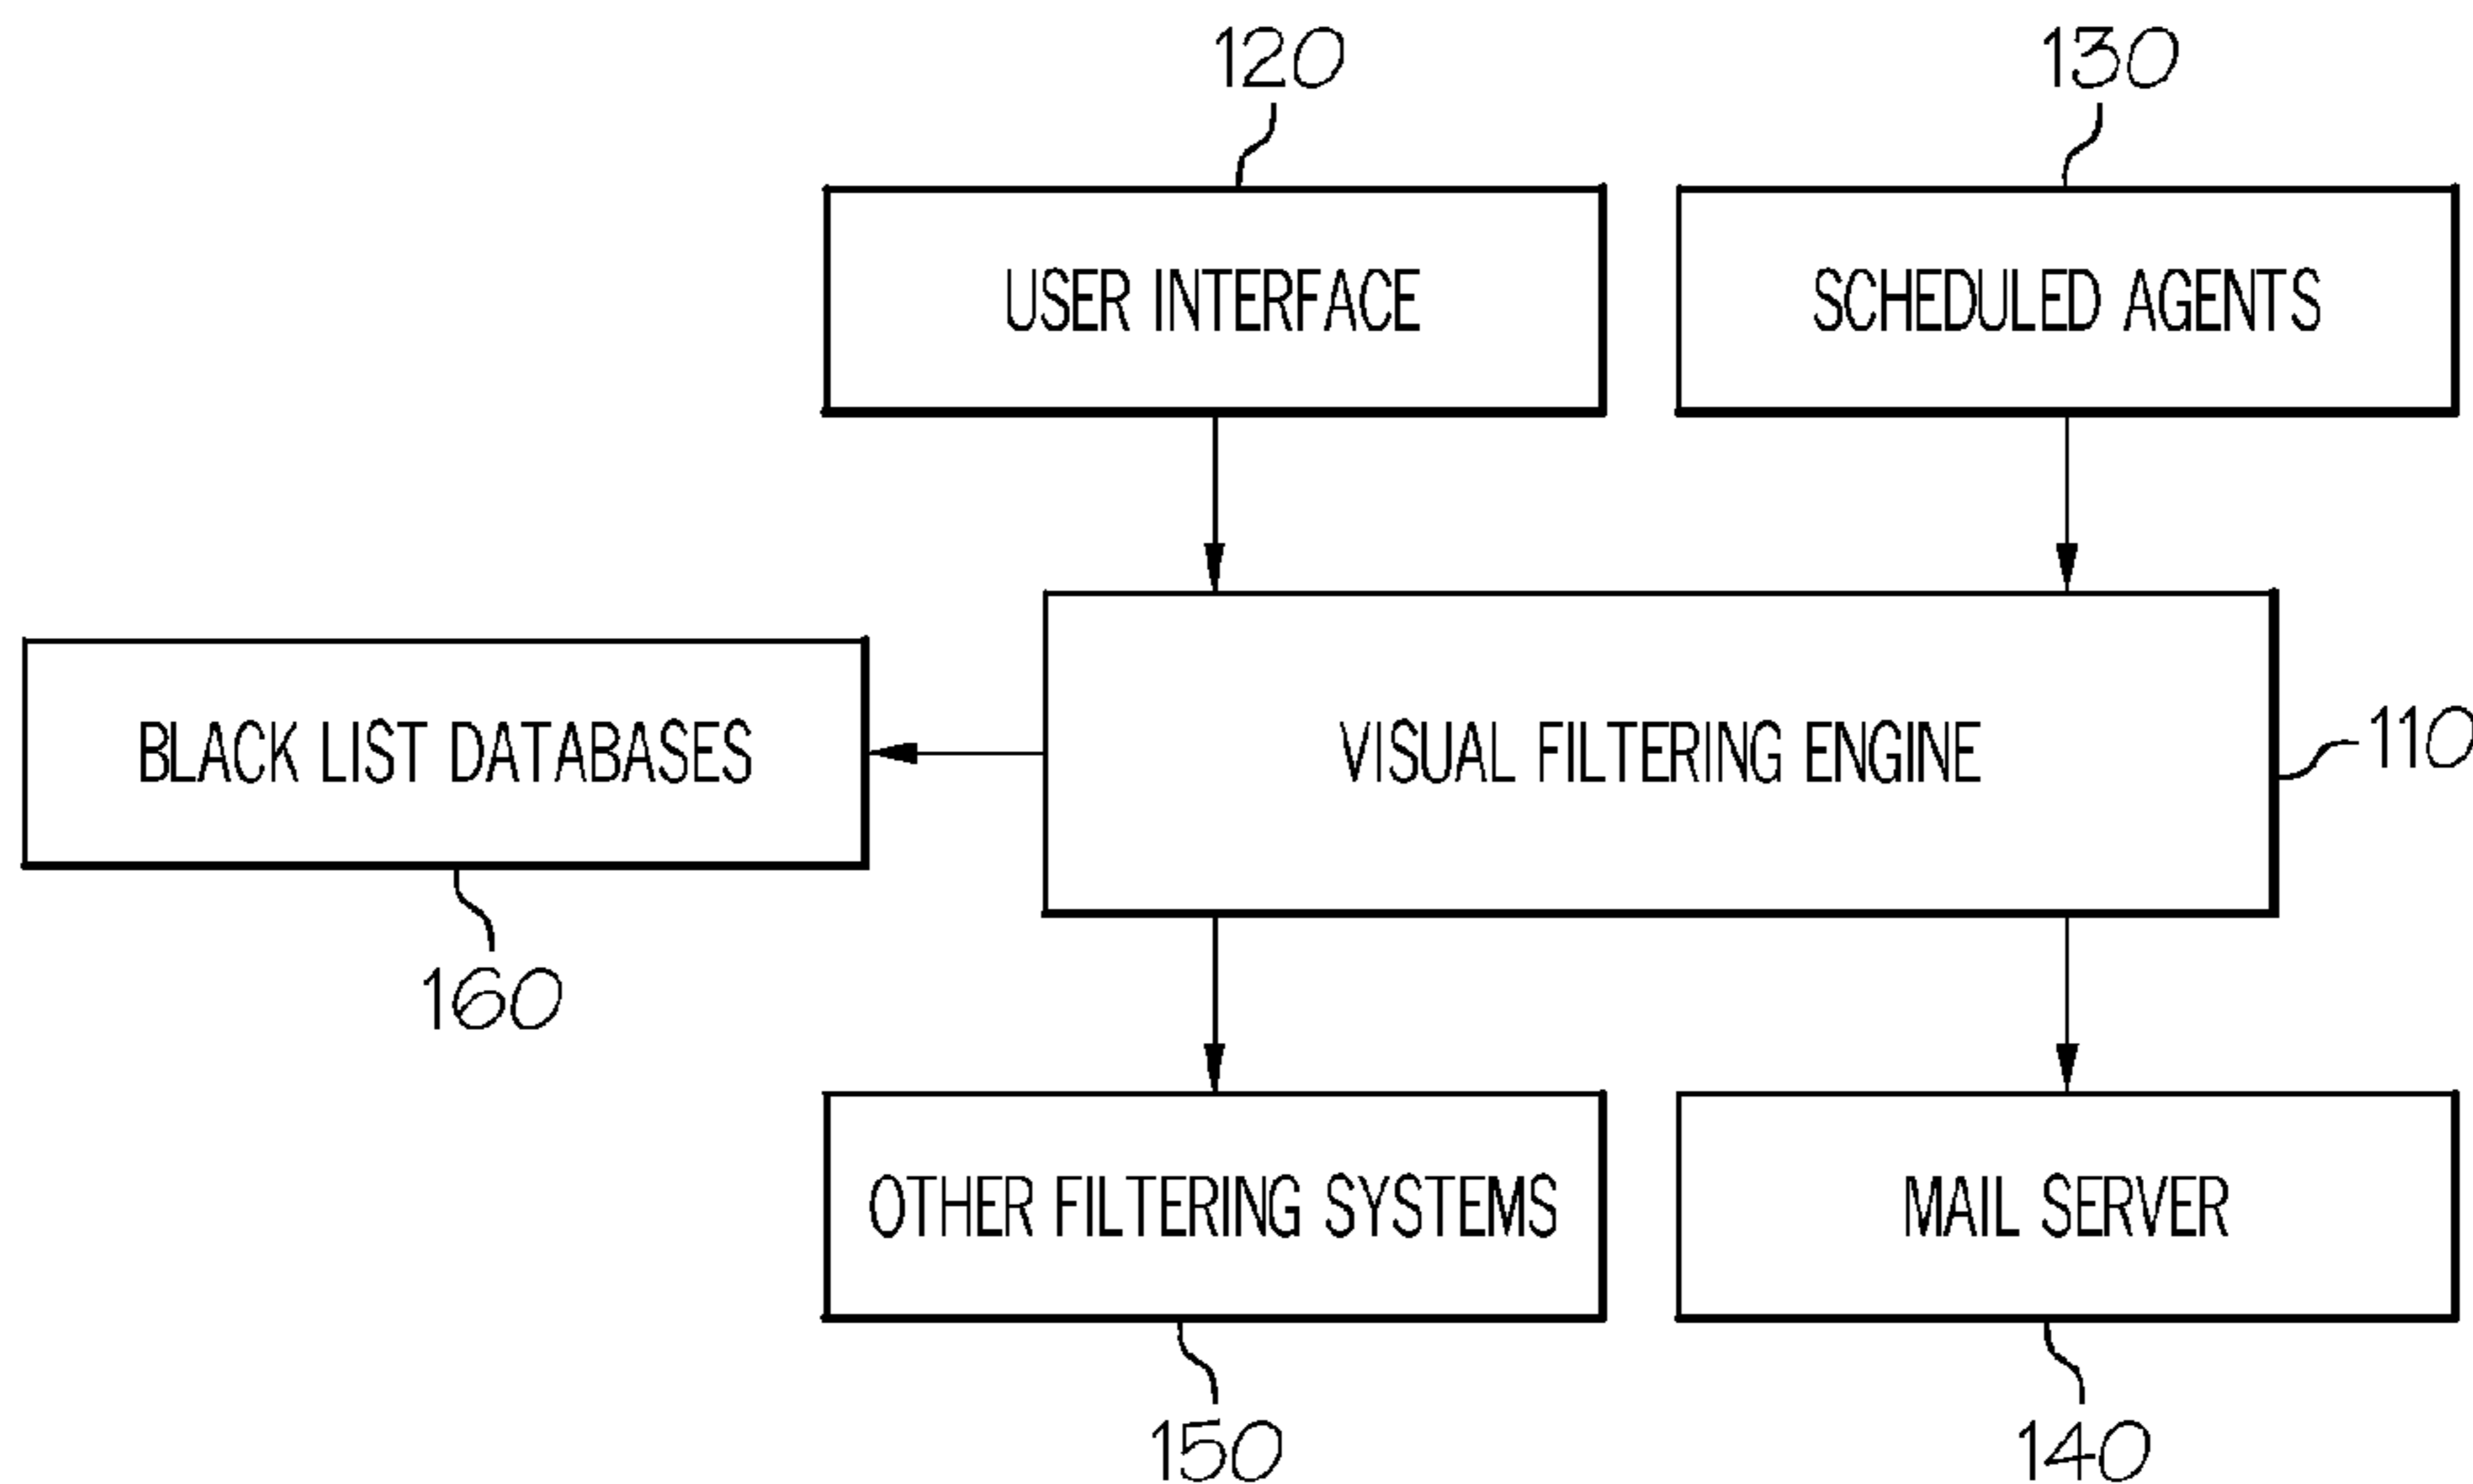 120
130
USER INTERFACE
SCHEDULED AGENTS
BLACK LIST DATABASES
VISUAL FILTERING ENGINE
110
160
OTHER FILTERING SYSTEMS
MAIL SERVER
150
140